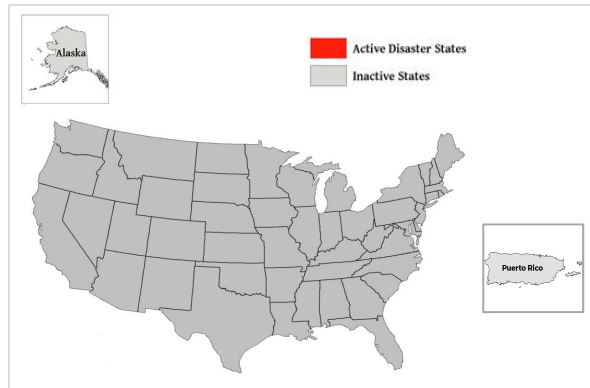 Alaska
Active Disaster States
Inactive States
Puerto Rico